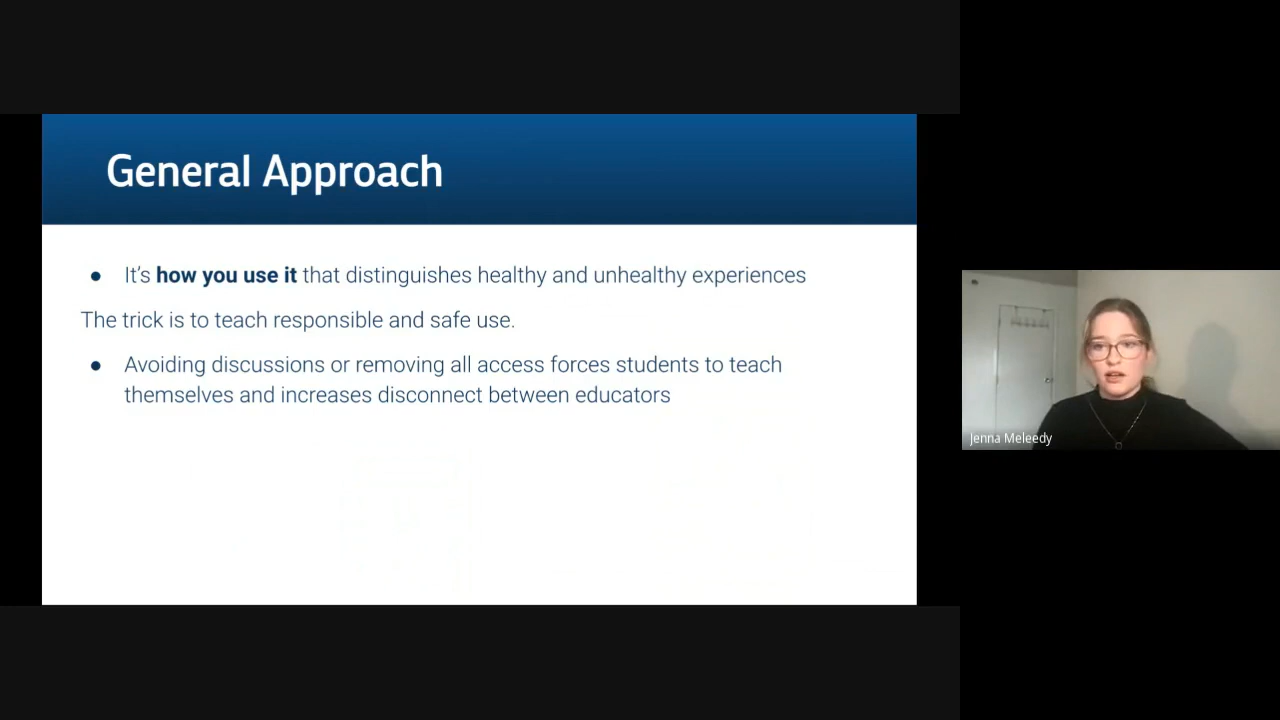 General Approach
● It’s how you use it that distinguishes healthy and unhealthy experiences
The trick is to teach responsible and safe use.
● Avoiding discussions or removing all access forces students to teach
themselves and increases disconnect between educators
Jenna Meleedy